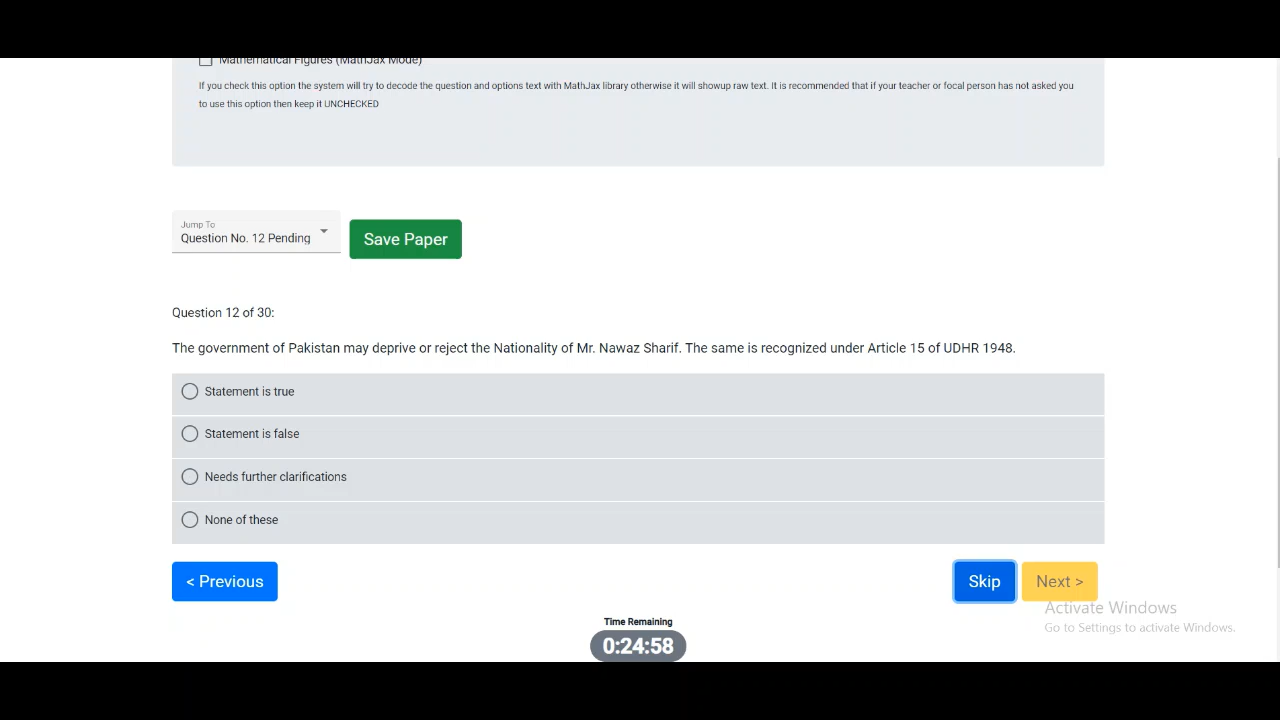 Mathematical Figures (MathJax Mode)
If you check this option the system will try to decode the question and options text with MathJax library otherwise it will showup raw text. It is recommended that if your teacher or focal person has not asked you
to use this option then keep it UNCHECKED
Jump To
Question No. 12 Pending
Save Paper
Question 12 of 30:
The government of Pakistan may deprive or reject the Nationality of Mr. Nawaz Sharif. The same is recognized under Article 15 of UDHR 1948.
Statement is true
Statement is false
Needs further clarifications
None of these
< Previous
Skip
Next >
Activate Windows
Go to Settings to activate Windows.
Time Remaining
0:24:58